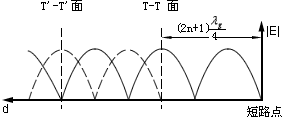 T′-T′面
T-T 面
(2n+1) λg/4
|E|
d
短路点